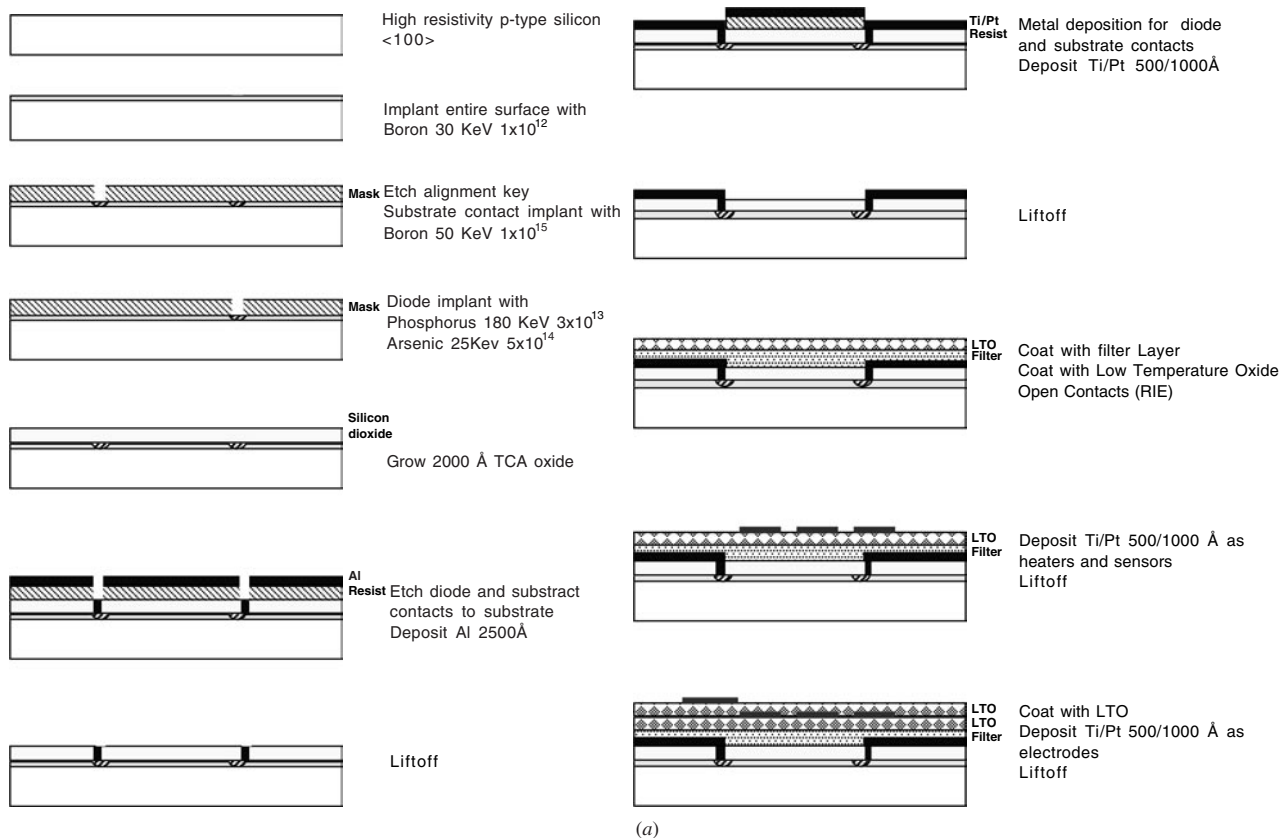 High resistivity p-type silicon
<100>
Implant entire surface with
Boron 30 KeV 1x10^12
Mask
Etch alignment key
Substrate contact implant with
Boron 50 KeV 1x10^15
Mask
Diode implant with
Phosphorus 180 KeV 3x10^13
Arsenic 25Kev 5x10^14
Silicon
dioxide
Grow 2000 Å TCA oxide
Al
Resist
Etch diode and substract
contacts to substrate
Deposit Al 2500Å
Liftoff
Ti/Pt
Resist
Metal deposition for diode
and substrate contacts
Deposit Ti/Pt 500/1000Å
Liftoff
LTO
Filter
Coat with filter Layer
Coat with Low Temperature Oxide
Open Contacts (RIE)
LTO
Filter
Deposit Ti/Pt 500/1000 Å as
heaters and sensors
Liftoff
LTO
LTO
Filter
Coat with LTO
Deposit Ti/Pt 500/1000 Å as
electrodes
Liftoff
(a)